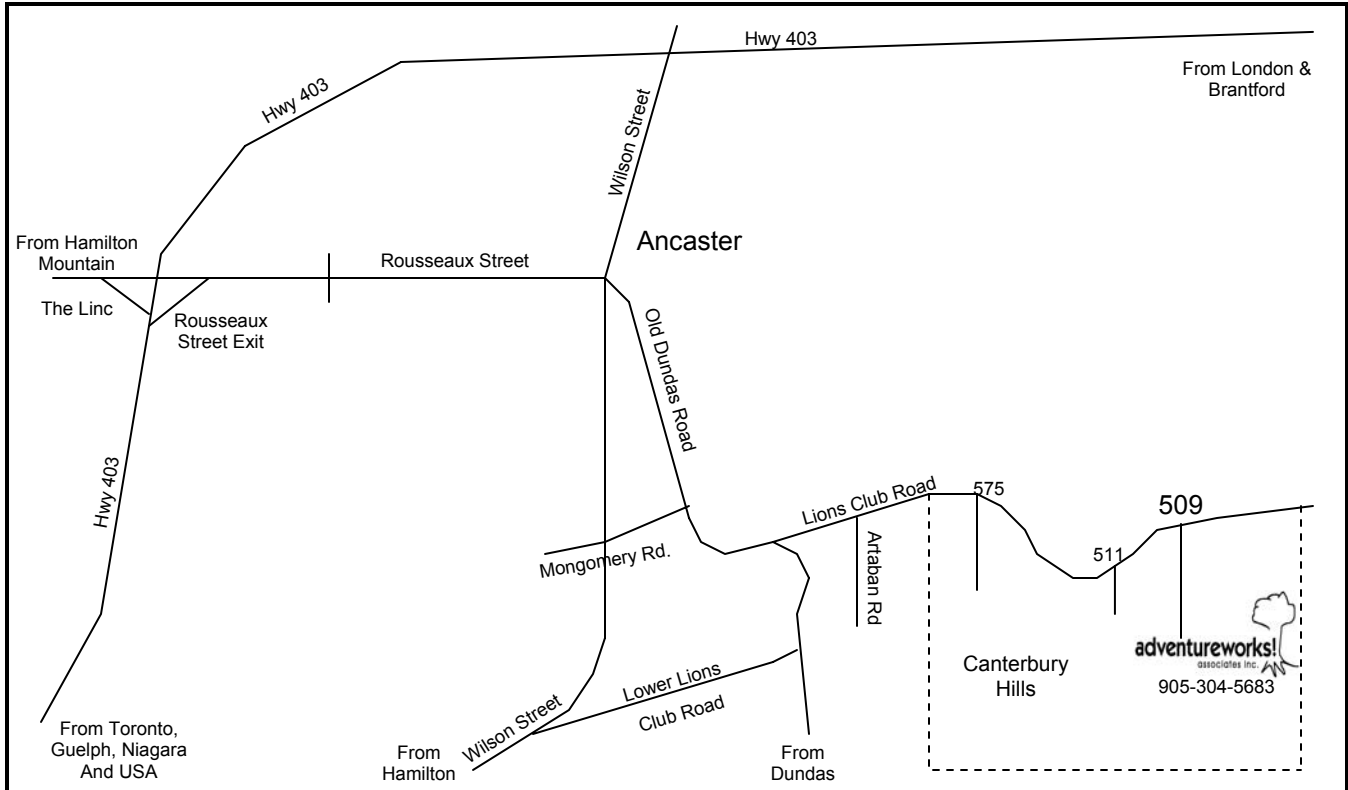 Hwy 403
Hwy 403
From London &
Brantford
Wilson Street
From Hamilton
Mountain
Ancaster
Rousseaux Street
The Linc
Rousseaux
Street Exit
Old Dundas Road
Hwy 403
Lions Club Road
575
509
Mongomery Rd.
Artaban Rd
511
adventureworks!
associates inc.
905-304-5683
Canterbury
Hills
Lower Lions
Club Road
Wilson Street
From Toronto,
Guelph, Niagara
And USA
From
Hamilton
From
Dundas